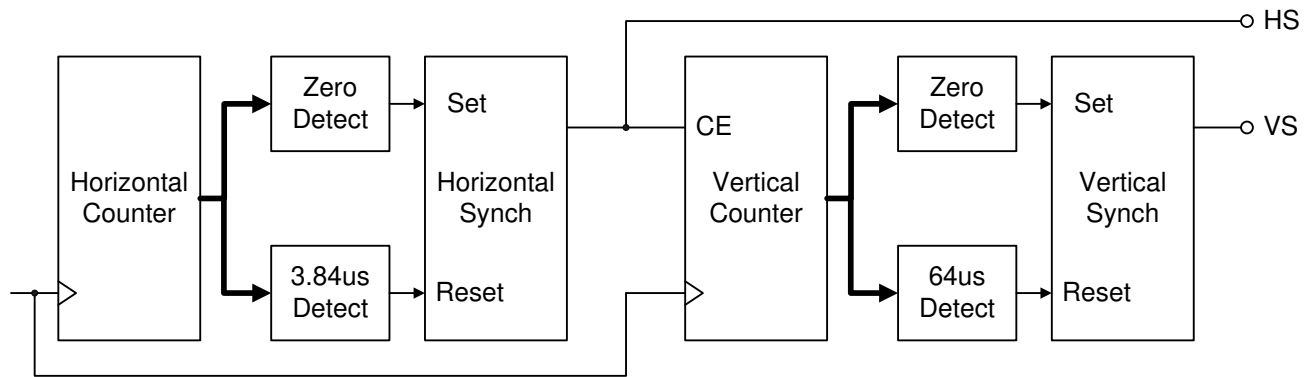 HS
Zero
Detect
Set
Horizontal
Counter
Horizontal
Synch
3.84us
Detect
Reset
CE
Vertical
Counter
Zero
Detect
Set
VS
Vertical
Synch
64us
Detect
Reset